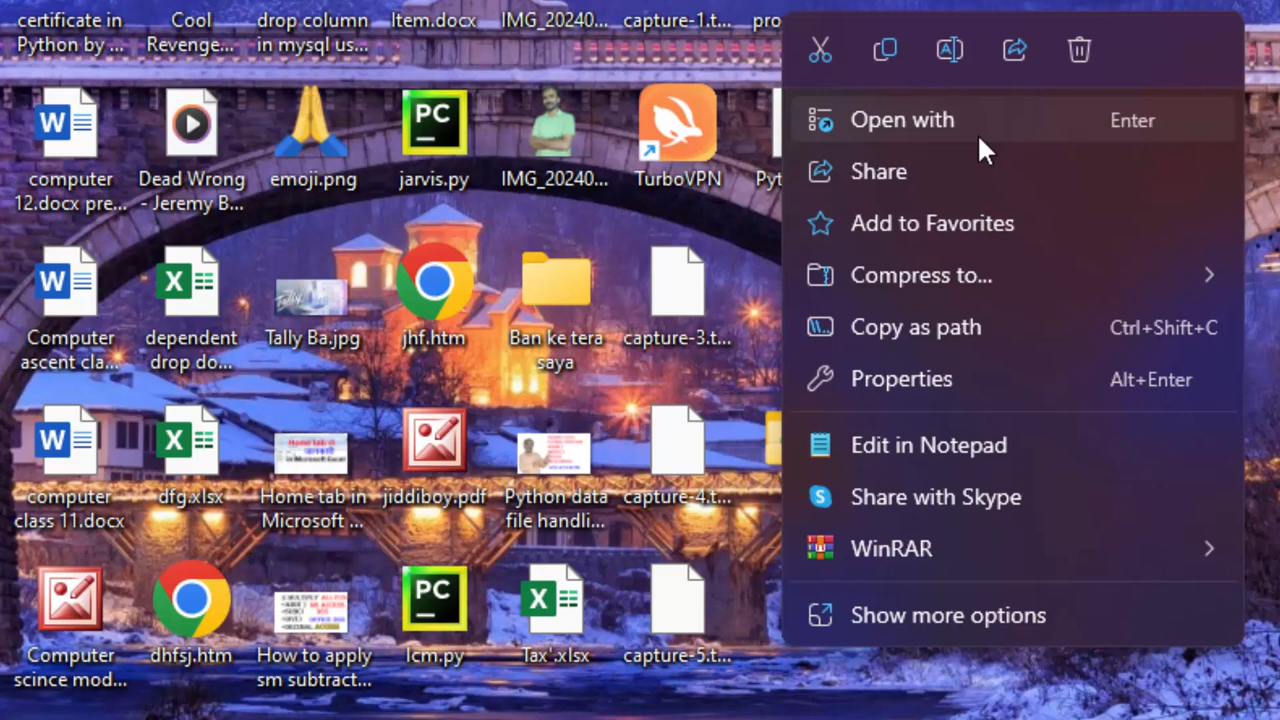 certificate in
Python by ...
Cool
Revenge...
drop column
in mysql us...
Item.docx
IMG_20240...
capture-1.t...
pro
computer
12.docx pre...
Dead Wrong
- Jeremy B...
emoji.png
PC
jarvis.py
IMG_20240...
TurboVPN
Pyt
Computer
ascent cla...
dependent
drop do...
Tally Ba.jpg
jhf.htm
Ban ke tera
saya
capture-3.t...
computer
class 11.docx
dfg.xlsx
Home tab in
Microsoft ...
jiddiboy.pdf
Python data
file handli...
capture-4.t...
Computer
scince mod...
dhfsj.htm
How to apply
sm subtract...
PC
lcm.py
Tax'.xlsx
capture-5.t...
Open with Enter
Share
Add to Favorites
Compress to...
Copy as path Ctrl+Shift+C
Properties Alt+Enter
Edit in Notepad
Share with Skype
WinRAR
Show more options